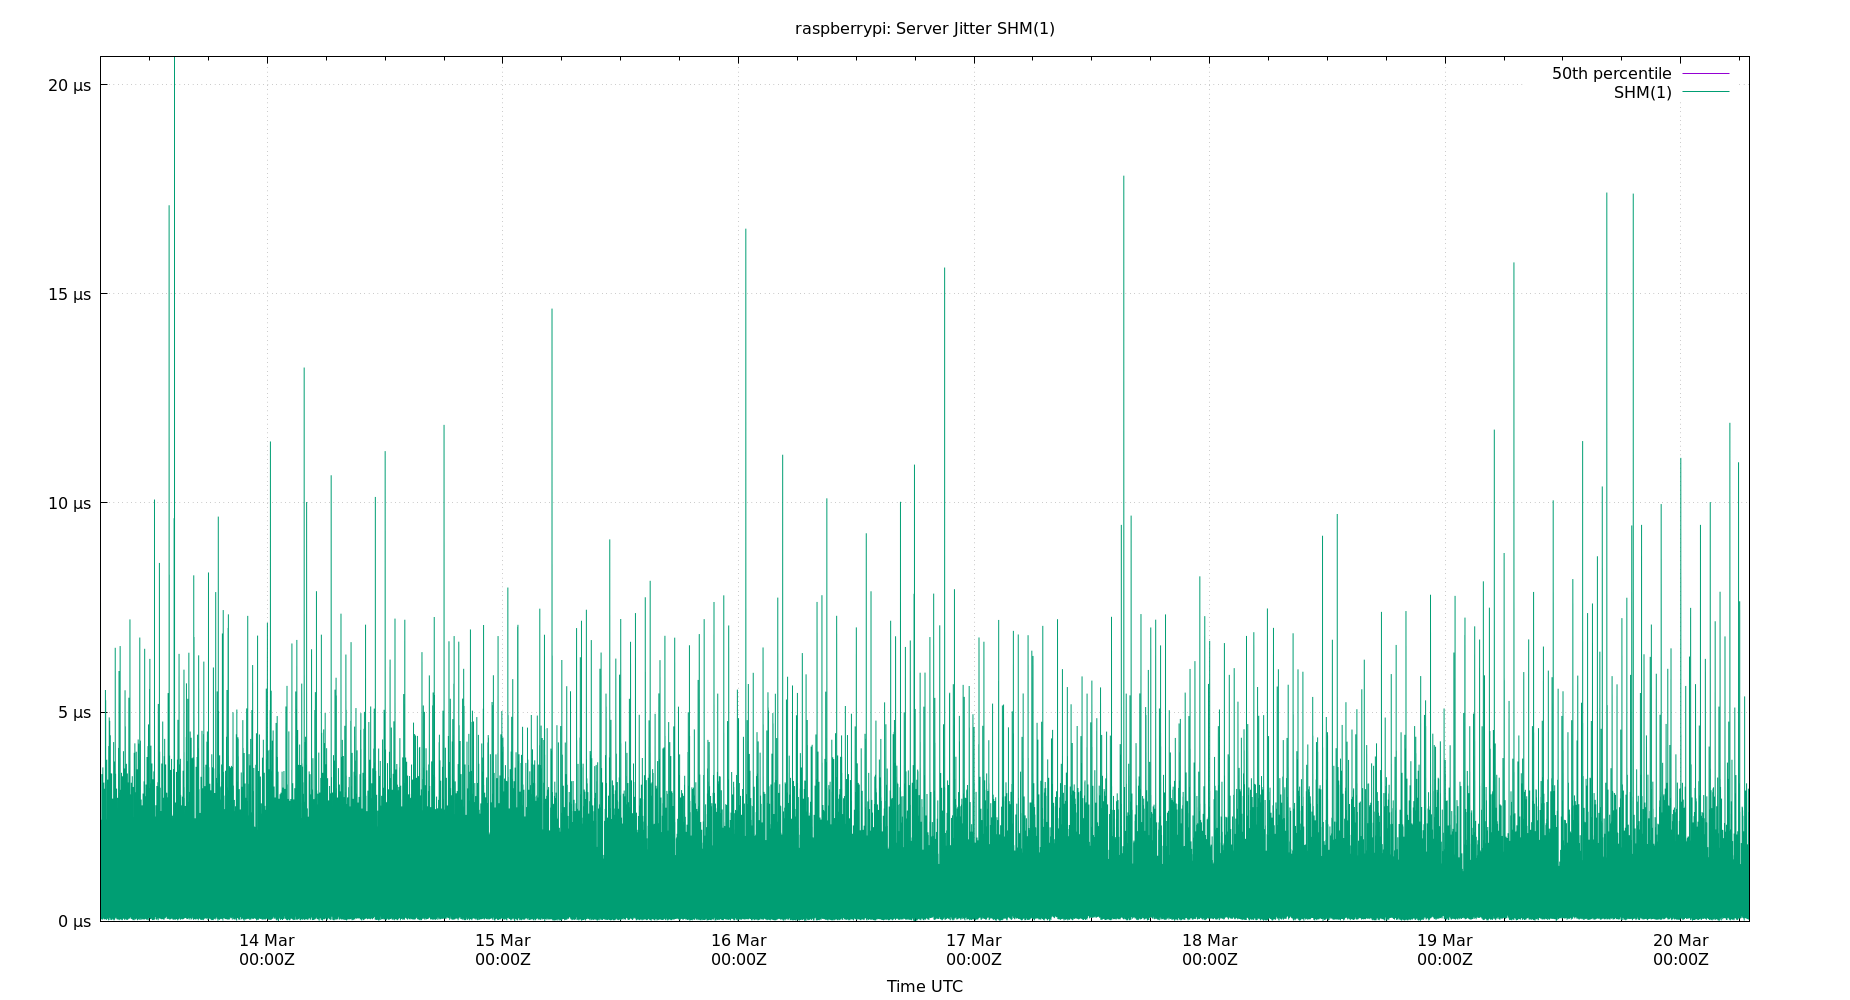 raspberrypi: Server Jitter SHM(1)
50th percentile
SHM(1)
20 µs
15 µs
10 µs
5 µs
0 µs
14 Mar
00:00Z
15 Mar
00:00Z
16 Mar
00:00Z
17 Mar
00:00Z
18 Mar
00:00Z
19 Mar
00:00Z
20 Mar
00:00Z
Time UTC